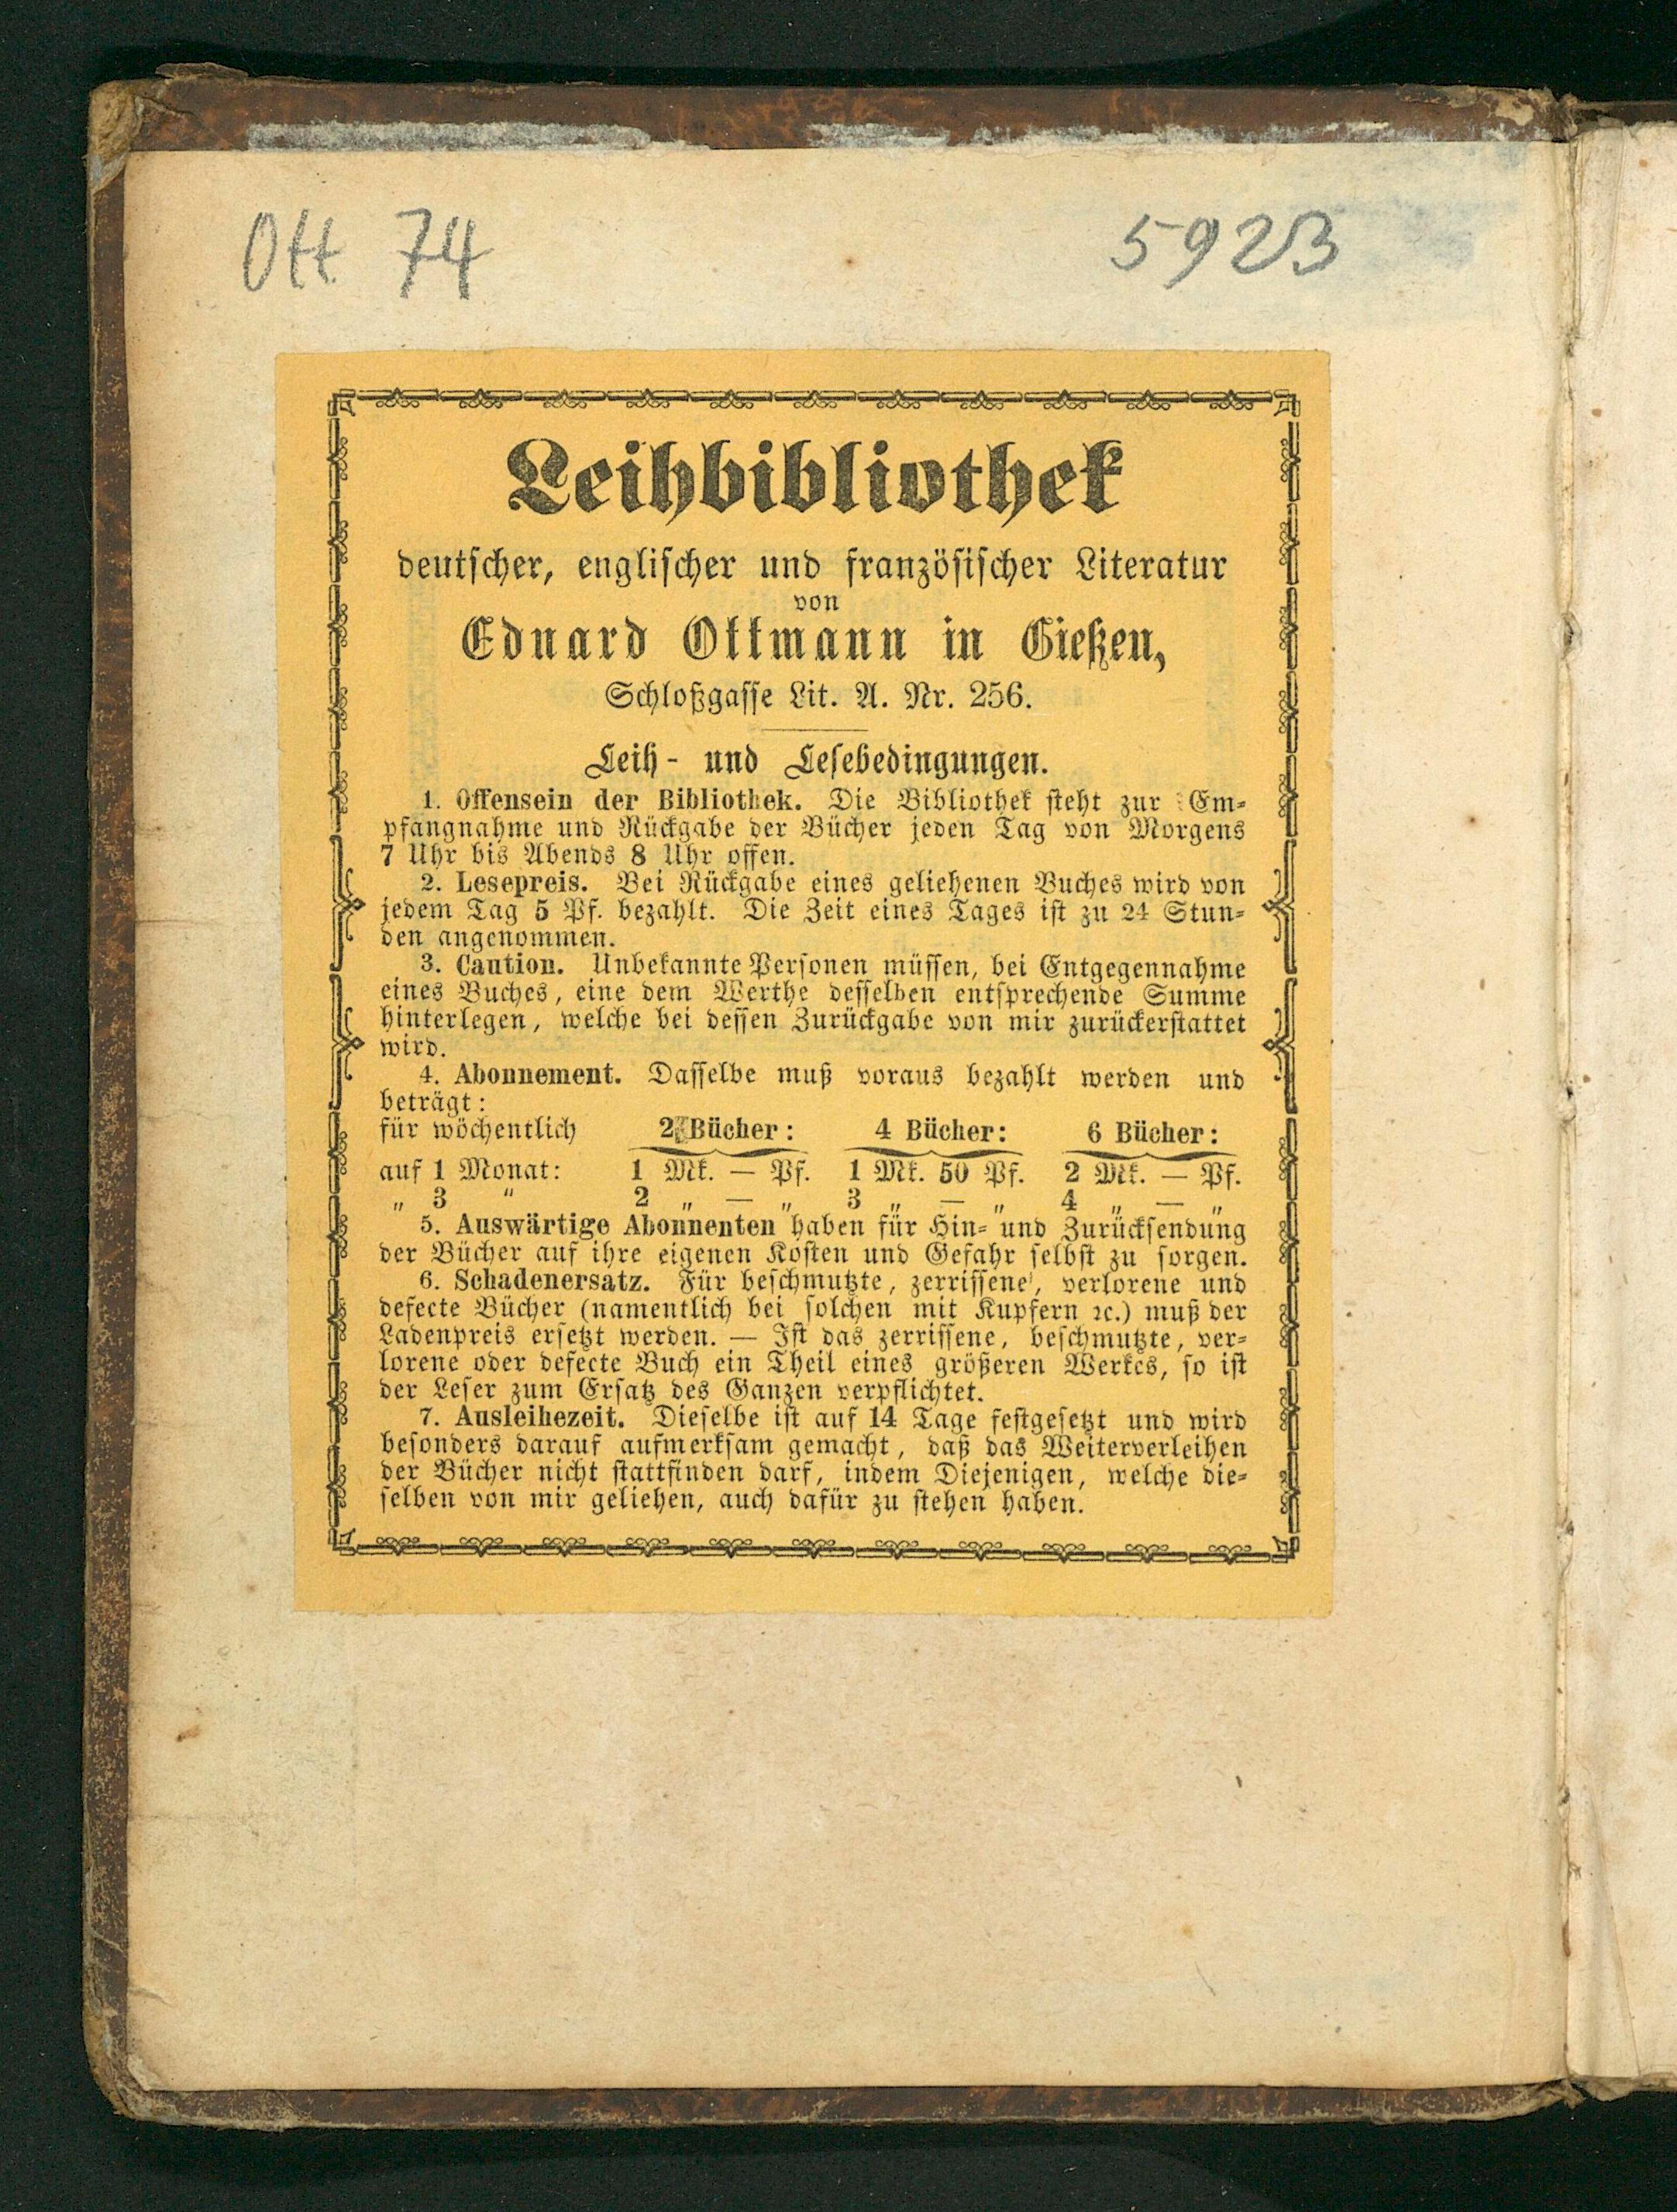 Ott 74
5923
Leihbibliothek
deutscher, englischer und französischer Literatur
von
Eduard Ottmann in Gießen,
Schloßgasse Lit. A. Nr. 256.
Leih- und Lesebedingungen.
1. Offensein der Bibliothek. Die Bibliothek steht zur Em-
pfangnahme und Rückgabe der Bücher jeden Tag von Morgens
7 Uhr bis Abends 8 Uhr offen.
2. Lesepreis. Bei Rückgabe eines geliehenen Buches wird von
jedem Tag 5 Pf. bezahlt. Die Zeit eines Tages ist zu 24 Stun-
den angenommen.
3. Caution. Unbekannte Personen müssen, bei Entgegennahme
eines Buches, eine dem Werthe desselben entsprechende Summe
hinterlegen, welche bei dessen Zurückgabe von mir zurückerstattet
wird.
4. Abonnement. Dasselbe muß voraus bezahlt werden und
beträgt:
für wöchentlich 2 Bücher: 4 Bücher: 6 Bücher:
auf 1 Monat: 1 Mk. — Pf. 1 Mk. 50 Pf. 2 Mk. — Pf.
„ 3 „ 2 „ — „ 3 „ — „ 4 „ — „
5. Auswärtige Abonnenten haben für Hin- und Zurücksendung
der Bücher auf ihre eigenen Kosten und Gefahr selbst zu sorgen.
6. Schadenersatz. Für beschmutzte, zerrissene, verlorene und
defecte Bücher (namentlich bei solchen mit Kupfern ꝛc.) muß der
Ladenpreis ersetzt werden. — Ist das zerrissene, beschmutzte, ver-
lorene oder defecte Buch ein Theil eines größeren Werkes, so ist
der Leser zum Ersatz des Ganzen verpflichtet.
7. Ausleihezeit. Dieselbe ist auf 14 Tage festgesetzt und wird
besonders darauf aufmerksam gemacht, daß das Weiterverleihen
der Bücher nicht stattfinden darf, indem Diejenigen, welche die-
selben von mir geliehen, auch dafür zu stehen haben.